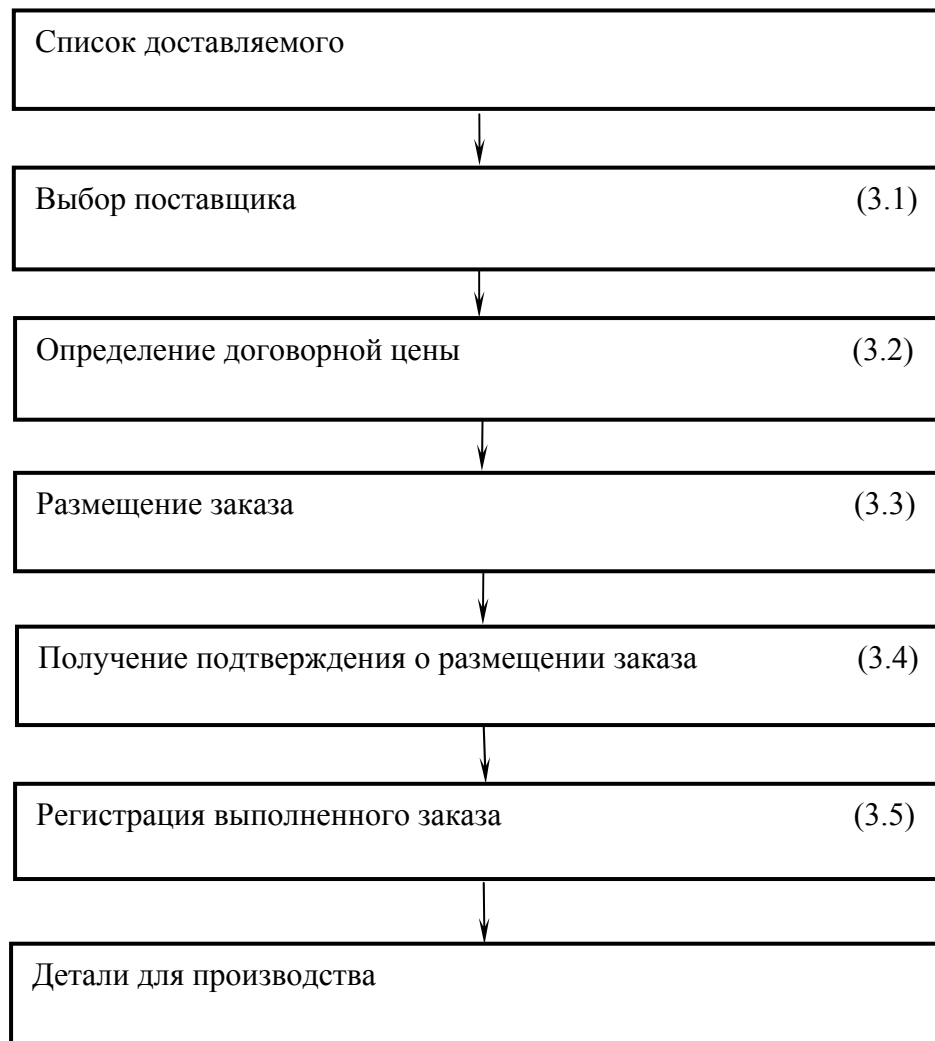 Список доставляемого
Выбор поставщика (3.1)
Определение договорной цены (3.2)
Размещение заказа (3.3)
Получение подтверждения о размещении заказа (3.4)
Регистрация выполненного заказа (3.5)
Детали для производства